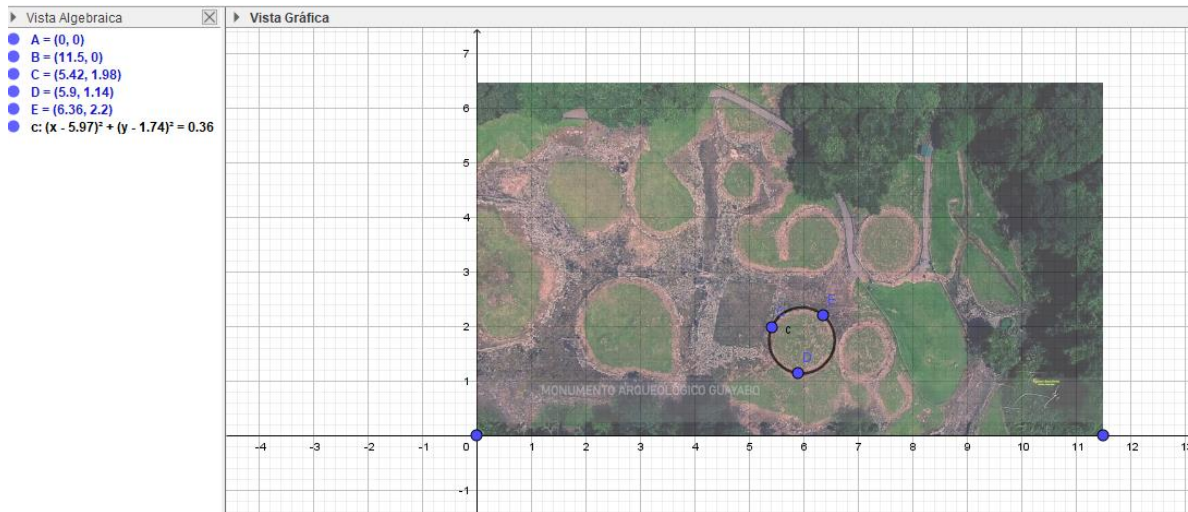 Vista Algebraica
A = (0, 0)
B = (11.5, 0)
C = (5.42, 1.98)
D = (5.9, 1.14)
E = (6.36, 2.2)
c: (x - 5.97)² + (y - 1.74)² = 0.36
Vista Gráfica
7
6
5
4
3
2
1
-1
-4 -3 -2 -1 0 1 2 3 4 5 6 7 8 9 10 11 12 13
E
c
D
MONUMENTO ARQUEOLÓGICO GUAYABO